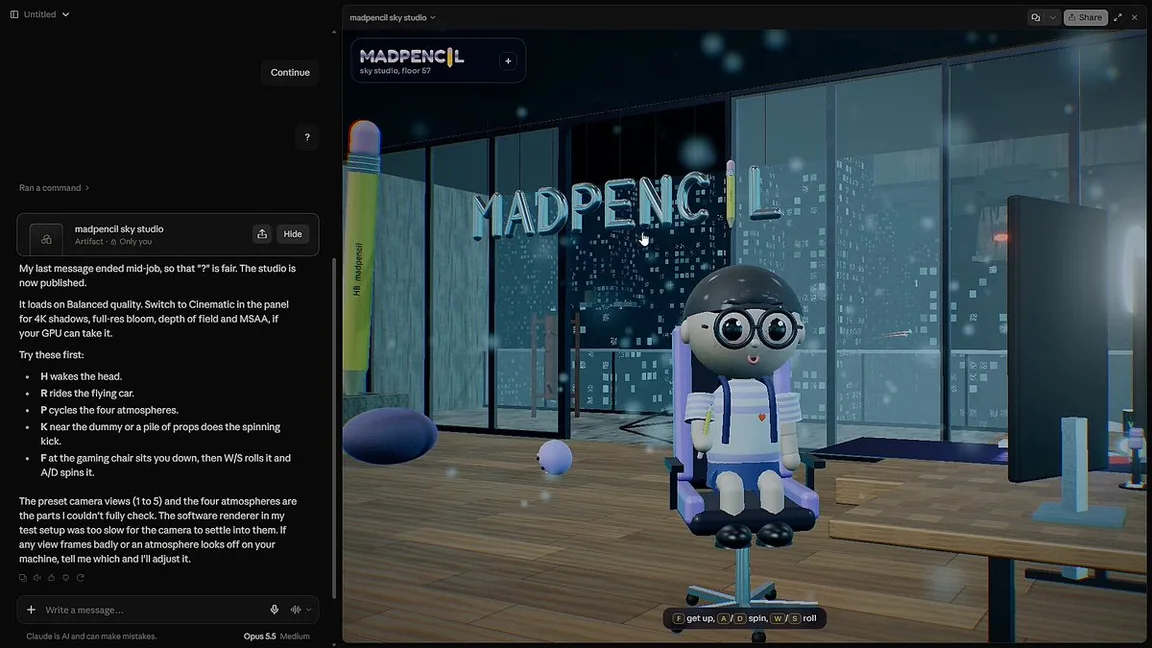 Untitled
Continue
?
Ran a command
madpencil sky studio
Artifact · Only you
Hide
My last message ended mid-job, so that "?" is fair. The studio is
now published.
It loads on Balanced quality. Switch to Cinematic in the panel
for 4K shadows, full-res bloom, depth of field and MSAA, if
your GPU can take it.
Try these first:
• H wakes the head.
• R rides the flying car.
• P cycles the four atmospheres.
• K near the dummy or a pile of props does the spinning
kick.
• F at the gaming chair sits you down, then W/S rolls it and
A/D spins it.
The preset camera views (1 to 5) and the four atmospheres are
the parts I couldn't fully check. The software renderer in my
test setup was too slow for the camera to settle into them. If
any view frames badly or an atmosphere looks off on your
machine, tell me which and I'll adjust it.
Write a message…
Claude is AI and can make mistakes.
Opus 5.5 Medium
madpencil sky studio
Share
MADPENCIL
sky studio, floor 57
+
HB madpencil
MADPENCIL
F get up, A / D spin, W / S roll